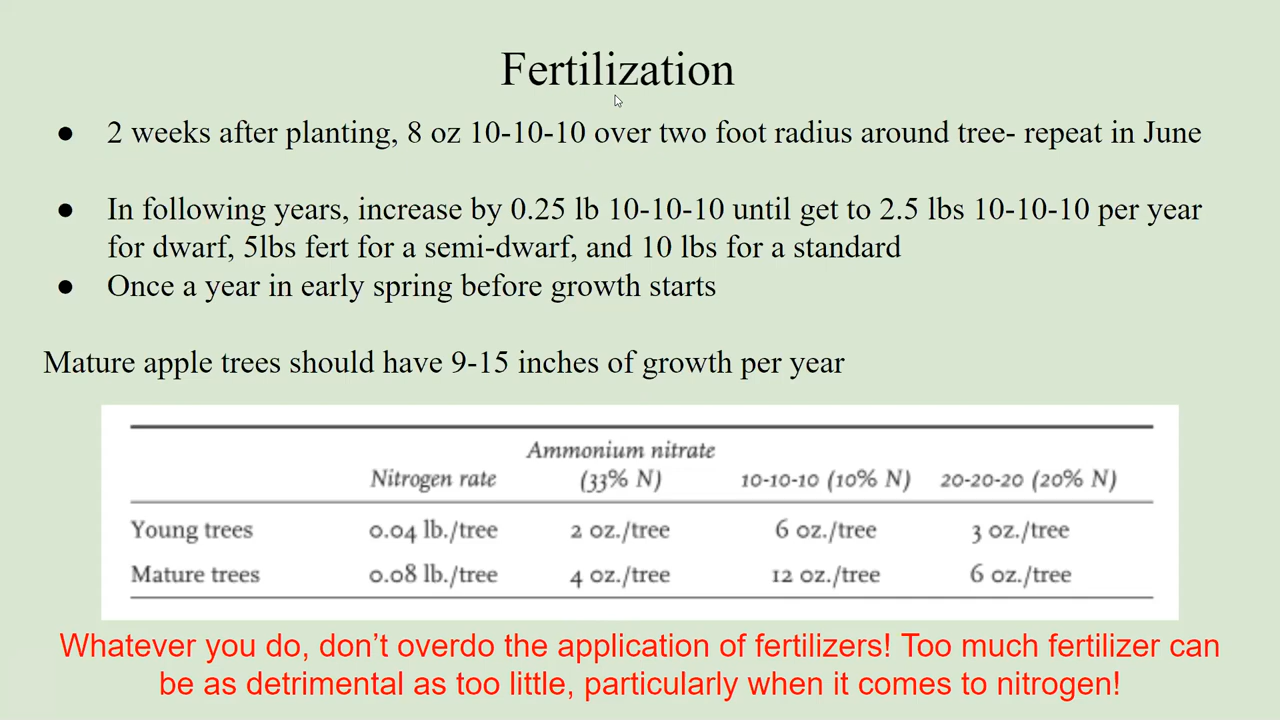 Fertilization
● 2 weeks after planting, 8 oz 10-10-10 over two foot radius around tree- repeat in June
● In following years, increase by 0.25 lb 10-10-10 until get to 2.5 lbs 10-10-10 per year
for dwarf, 5lbs fert for a semi-dwarf, and 10 lbs for a standard
● Once a year in early spring before growth starts
Mature apple trees should have 9-15 inches of growth per year
Ammonium nitrate
Nitrogen rate (33% N) 10-10-10 (10% N) 20-20-20 (20% N)
Young trees 0.04 lb./tree 2 oz./tree 6 oz./tree 3 oz./tree
Mature trees 0.08 lb./tree 4 oz./tree 12 oz./tree 6 oz./tree
Whatever you do, don’t overdo the application of fertilizers! Too much fertilizer can
be as detrimental as too little, particularly when it comes to nitrogen!